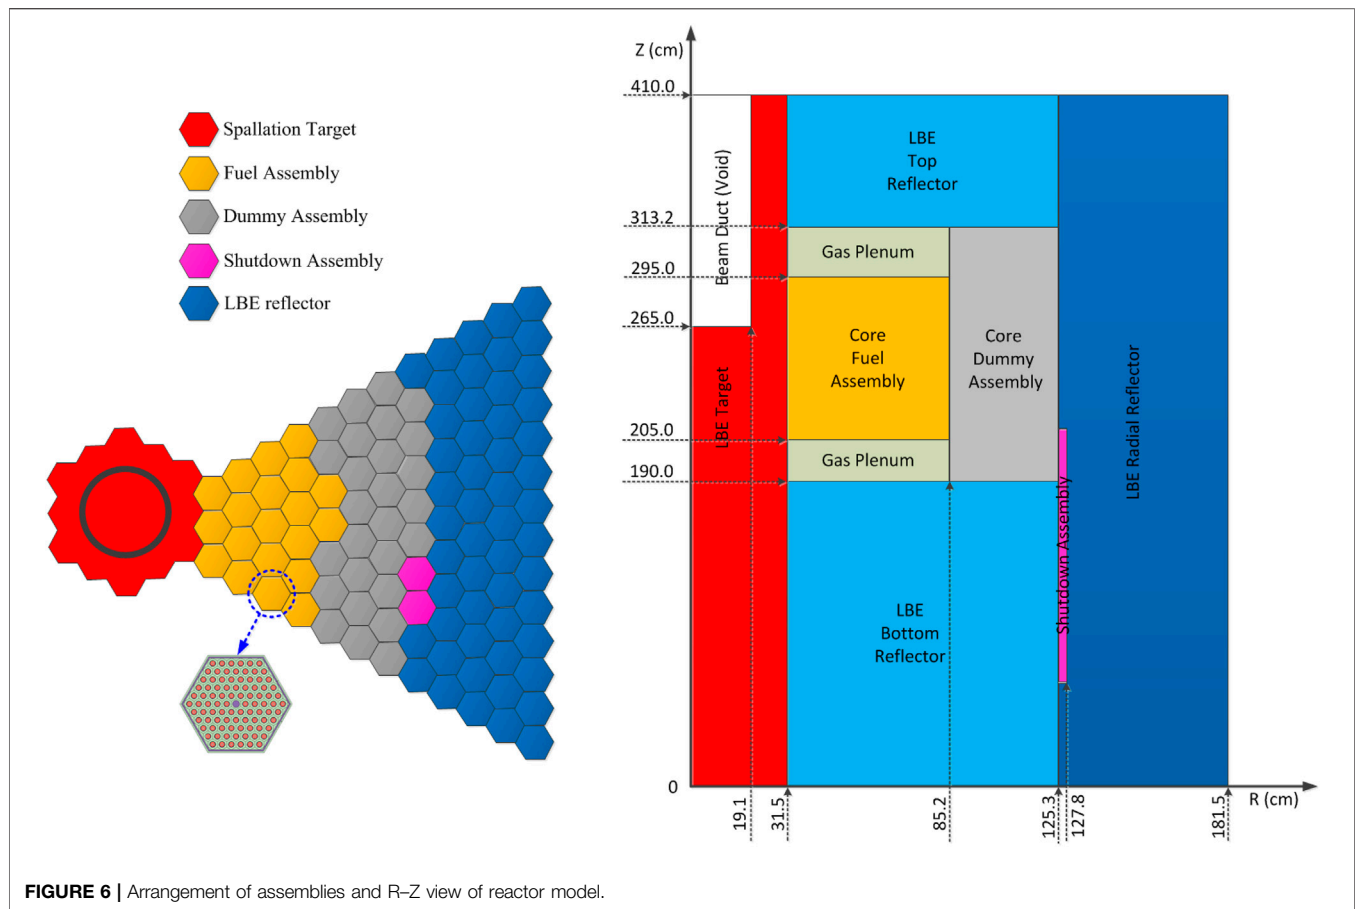 Spallation Target
Fuel Assembly
Dummy Assembly
Shutdown Assembly
LBE reflector
Z (cm)
410.0
313.2
295.0
265.0
205.0
190.0
0
Beam Duct (Void)
LBE Target
LBE
Top
Reflector
Gas Plenum
Core
Fuel
Assembly
Gas Plenum
Core
Dummy
Assembly
LBE
Bottom
Reflector
Shutdown Assembly
LBE Radial Reflector
19.1
31.5
85.2
125.3
127.8
181.5
R (cm)
FIGURE 6 | Arrangement of assemblies and R–Z view of reactor model.